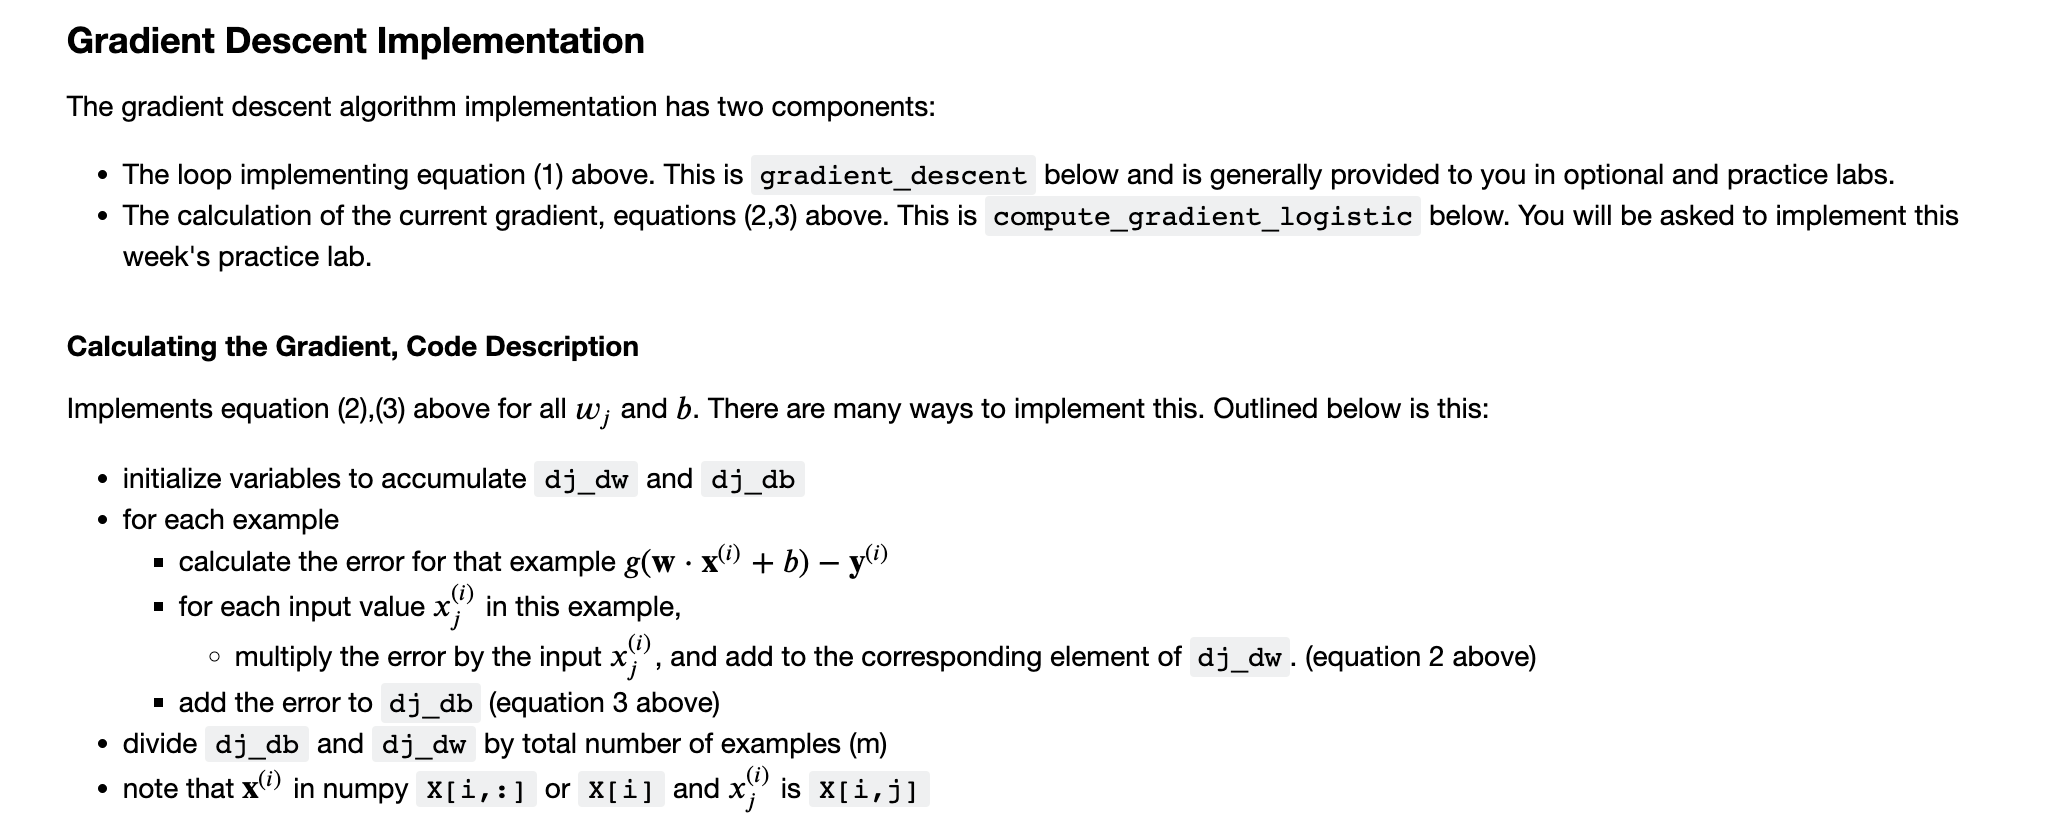 Gradient Descent Implementation
The gradient descent algorithm implementation has two components:
• The loop implementing equation (1) above. This is gradient_descent below and is generally provided to you in optional and practice labs.
• The calculation of the current gradient, equations (2,3) above. This is compute_gradient_logistic below. You will be asked to implement this
week's practice lab.
Calculating the Gradient, Code Description
Implements equation (2),(3) above for all $w_j$ and $b$. There are many ways to implement this. Outlined below is this:
• initialize variables to accumulate dj_dw and dj_db
• for each example
▪ calculate the error for that example $g(\mathbf{w} \cdot \mathbf{x}^{(i)} + b) - \mathbf{y}^{(i)}$
▪ for each input value $x_j^{(i)}$ in this example,
○ multiply the error by the input $x_j^{(i)}$, and add to the corresponding element of dj_dw. (equation 2 above)
▪ add the error to dj_db (equation 3 above)
• divide dj_db and dj_dw by total number of examples (m)
• note that $\mathbf{x}^{(i)}$ in numpy X[i,:] or X[i] and $x_j^{(i)}$ is X[i,j]